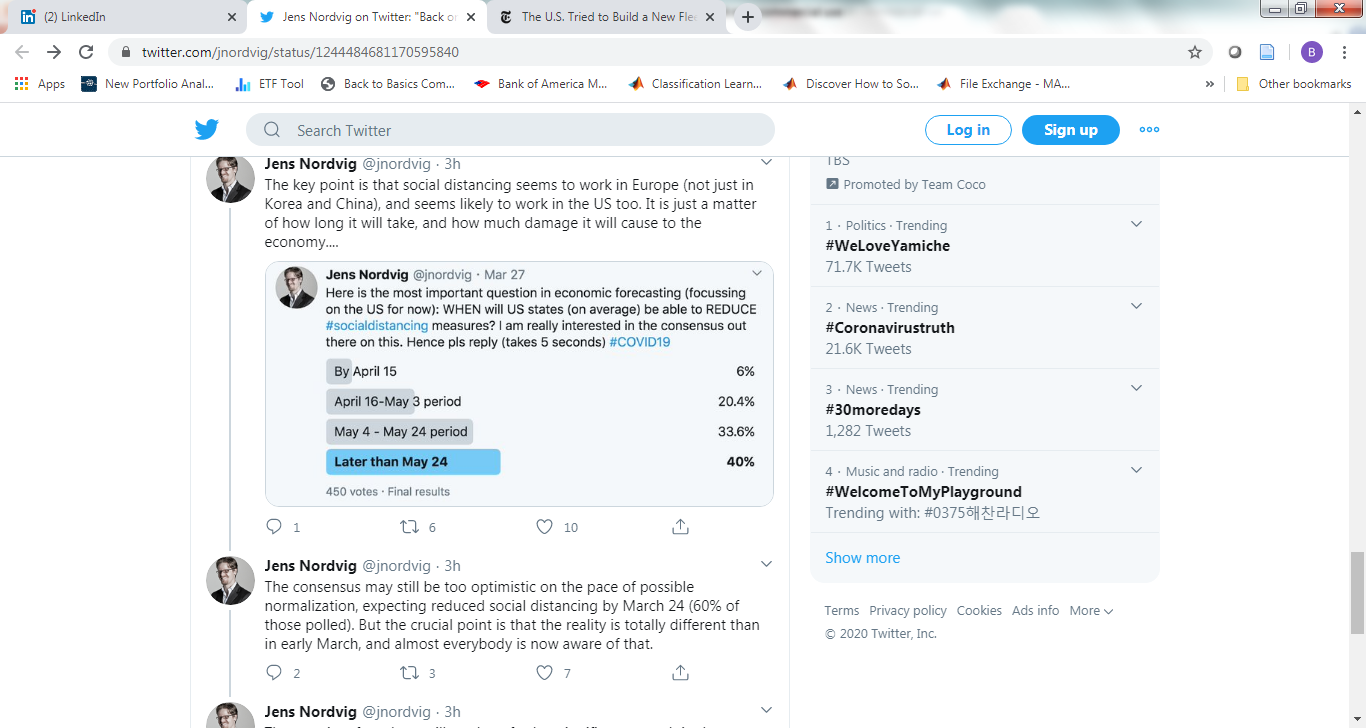 (2) LinkedIn
Jens Nordvig on Twitter: "Back or
The U.S. Tried to Build a New Flee
twitter.com/jnordvig/status/1244484681170595840
B
Apps
New Portfolio Anal...
ETF Tool
Back to Basics Com...
Bank of America M...
Classification Learn...
Discover How to So...
File Exchange - MA...
»
Other bookmarks
Search Twitter
Log in
Sign up
Jens Nordvig @jnordvig · 3h
The key point is that social distancing seems to work in Europe (not just in
Korea and China), and seems likely to work in the US too. It is just a matter
of how long it will take, and how much damage it will cause to the
economy....
Jens Nordvig @jnordvig · Mar 27
Here is the most important question in economic forecasting (focussing
on the US for now): WHEN will US states (on average) be able to REDUCE
#socialdistancing measures? I am really interested in the consensus out
there on this. Hence pls reply (takes 5 seconds) #COVID19
By April 15 6%
April 16-May 3 period 20.4%
May 4 - May 24 period 33.6%
Later than May 24 40%
450 votes · Final results
1 6 10
Jens Nordvig @jnordvig · 3h
The consensus may still be too optimistic on the pace of possible
normalization, expecting reduced social distancing by March 24 (60% of
those polled). But the crucial point is that the reality is totally different than
in early March, and almost everybody is now aware of that.
2 3 7
Jens Nordvig @jnordvig · 3h
TBS
Promoted by Team Coco
1 · Politics · Trending
#WeLoveYamiche
71.7K Tweets
2 · News · Trending
#Coronavirustruth
21.6K Tweets
3 · News · Trending
#30moredays
1,282 Tweets
4 · Music and radio · Trending
#WelcomeToMyPlayground
Trending with: #0375해찬라디오
Show more
Terms Privacy policy Cookies Ads info More
© 2020 Twitter, Inc.